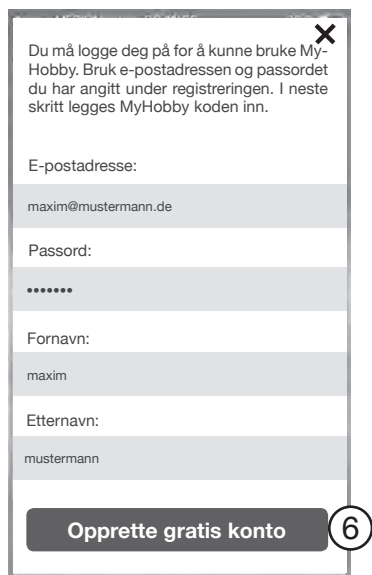 Du må logge deg på for å kunne bruke My-
Hobby. Bruk e-postadressen og passordet
du har angitt under registreringen. I neste
skritt legges MyHobby koden inn.
E-postadresse:
maxim@mustermann.de
Passord:
•••••••
Fornavn:
maxim
Etternavn:
mustermann
Opprette gratis konto
6